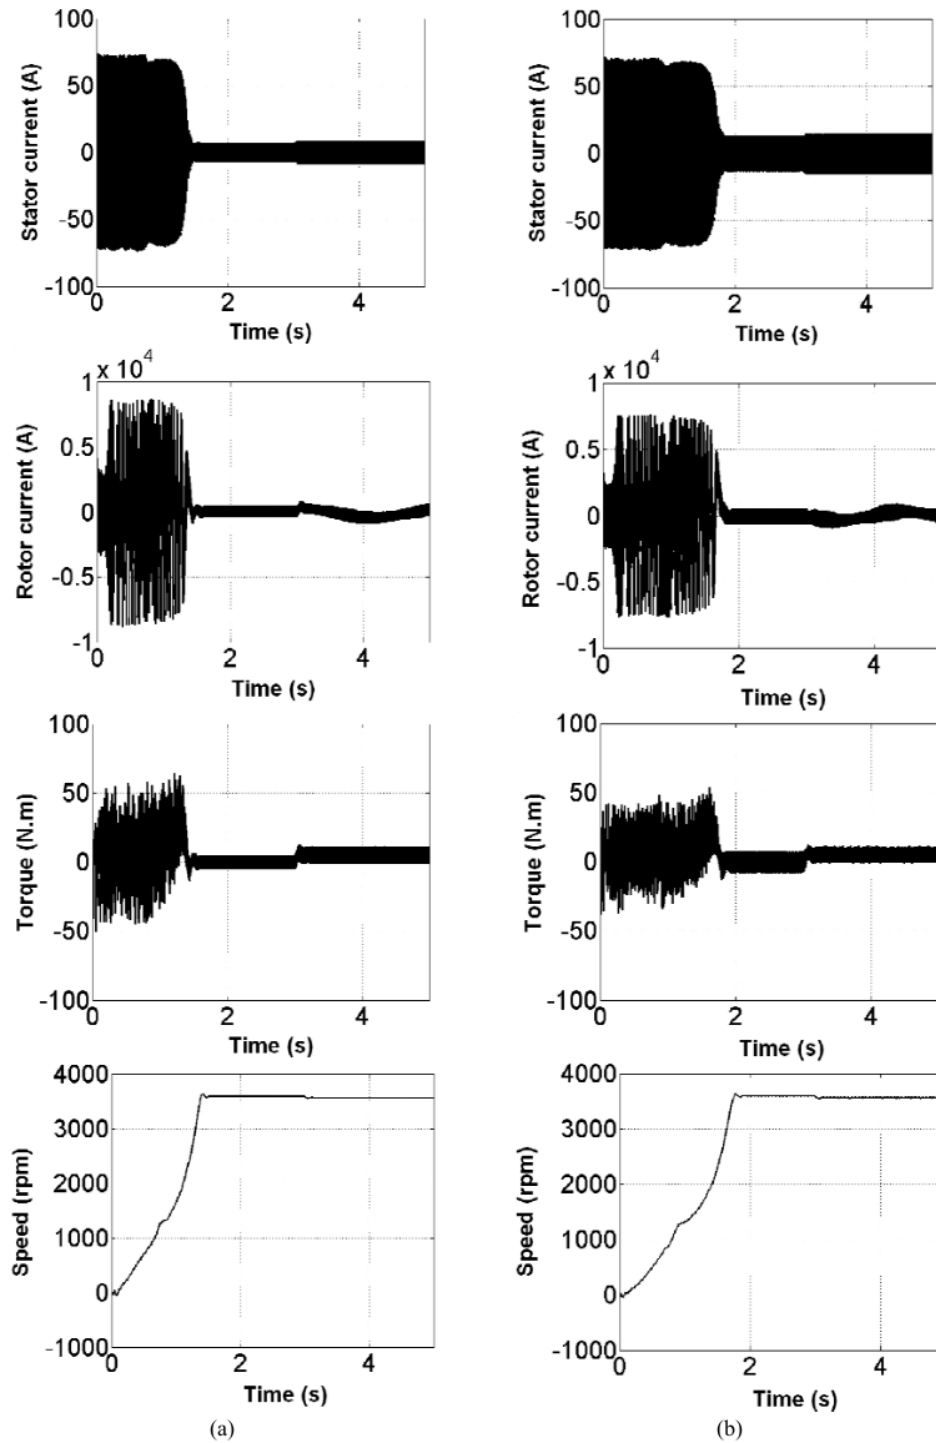 100
50
0
-50
-100
Stator current (A)
0 2 4
Time (s)
100
50
0
-50
-100
Stator current (A)
0 2 4
Time (s)
1 x 10^4
0.5
0
-0.5
-1
Rotor current (A)
0 2 4
Time (s)
1 x 10^4
0.5
0
-0.5
-1
Rotor current (A)
0 2 4
Time (s)
100
50
0
-50
-100
Torque (N.m)
0 2 4
Time (s)
100
50
0
-50
-100
Torque (N.m)
0 2 4
Time (s)
4000
3000
2000
1000
0
-1000
Speed (rpm)
0 2 4
Time (s)
(a)
4000
3000
2000
1000
0
-1000
Speed (rpm)
0 2 4
Time (s)
(b)